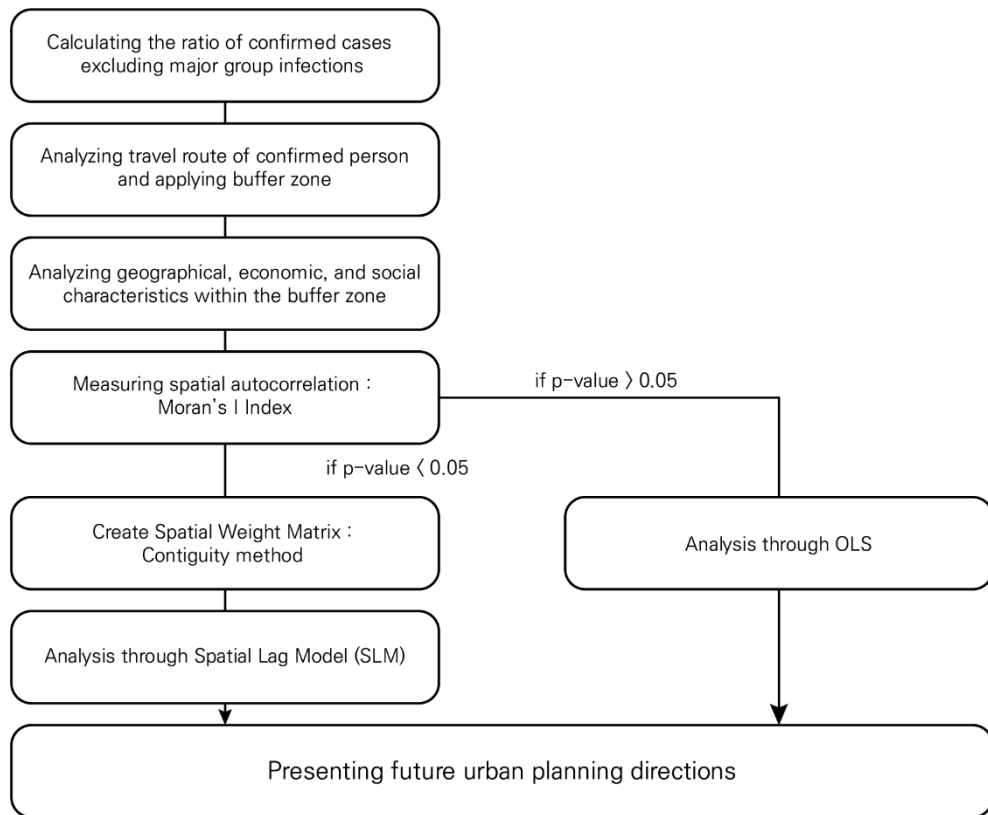 Calculating the ratio of confirmed cases
excluding major group infections
Analyzing travel route of confirmed person
and applying buffer zone
Analyzing geographical, economic, and social
characteristics within the buffer zone
Measuring spatial autocorrelation :
Moran's I Index
if p-value 〉 0.05
if p-value 〈 0.05
Create Spatial Weight Matrix :
Contiguity method
Analysis through OLS
Analysis through Spatial Lag Model (SLM)
Presenting future urban planning directions